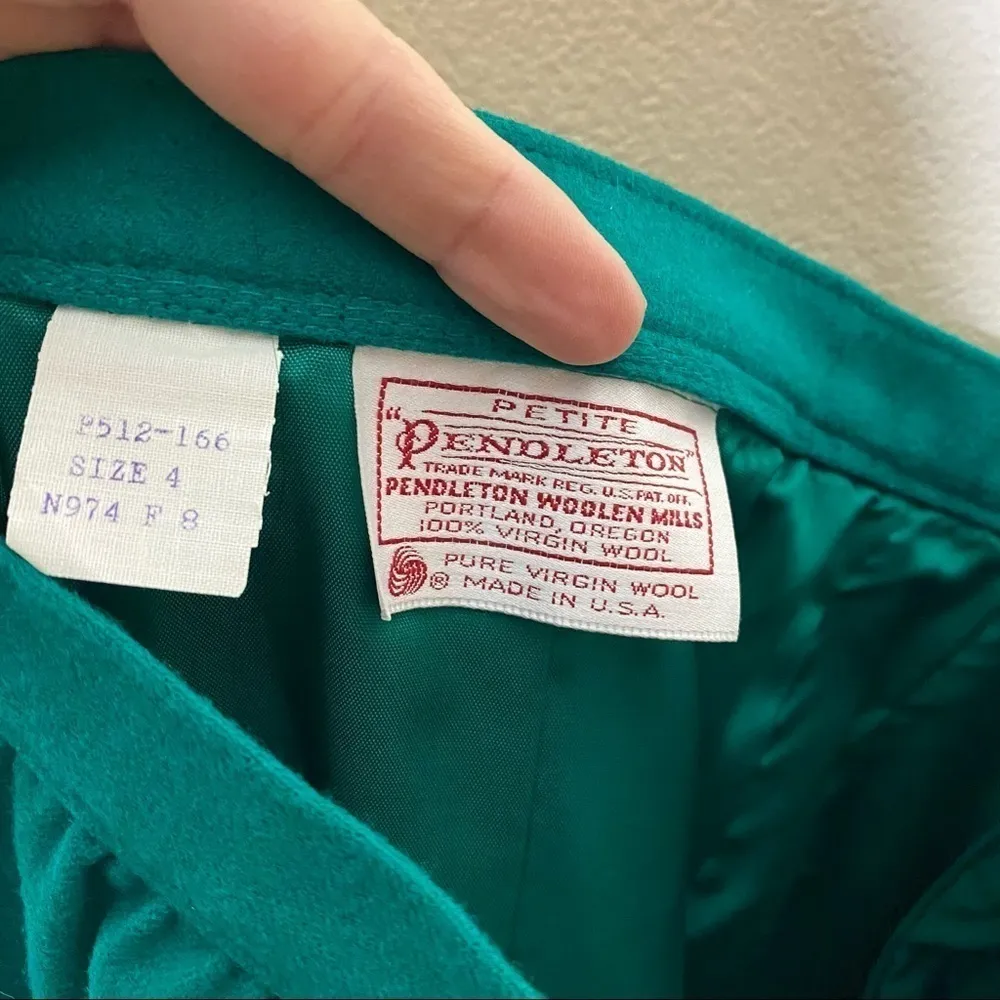 P512-166
SIZE 4
N974 F 8
PETITE
"PENDLETON"
TRADE MARK REG. U.S. PAT. OFF.
PENDLETON WOOLEN MILLS
PORTLAND, OREGON
100% VIRGIN WOOL
PURE VIRGIN WOOL
® MADE IN U.S.A.